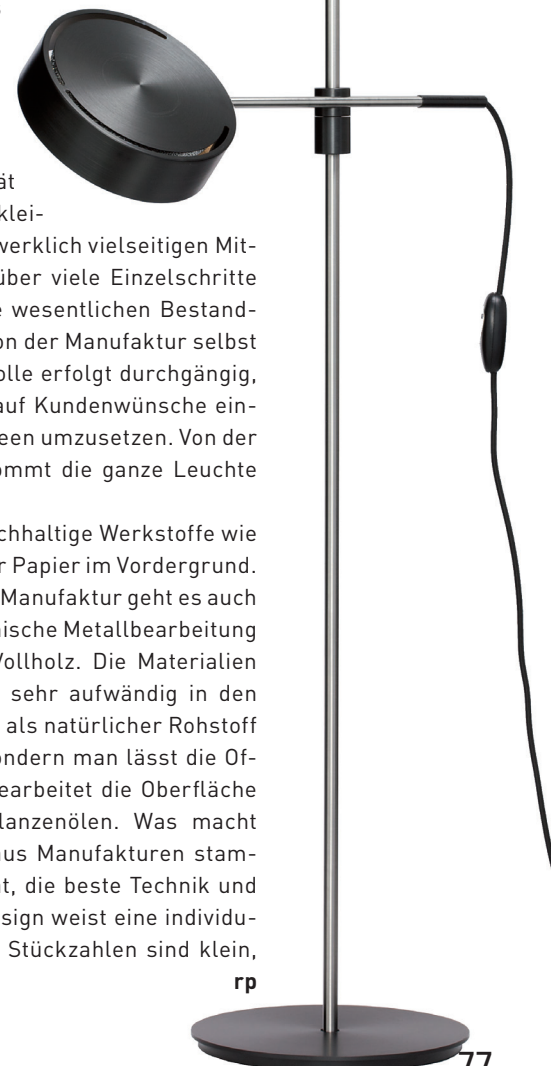 ät
klei-
werklich vielseitigen Mit-
über viele Einzelschritte
e wesentlichen Bestand-
on der Manufaktur selbst
olle erfolgt durchgängig,
auf Kundenwünsche ein-
een umzusetzen. Von der
ommt die ganze Leuchte
chhaltige Werkstoffe wie
r Papier im Vordergrund.
Manufaktur geht es auch
nische Metallbearbeitung
Vollholz. Die Materialien
sehr aufwändig in den
als natürlicher Rohstoff
ondern man lässt die Of-
earbeitet die Oberfläche
lanzenölen. Was macht
aus Manufakturen stam-
t, die beste Technik und
sign weist eine individu-
Stückzahlen sind klein,
rp
77